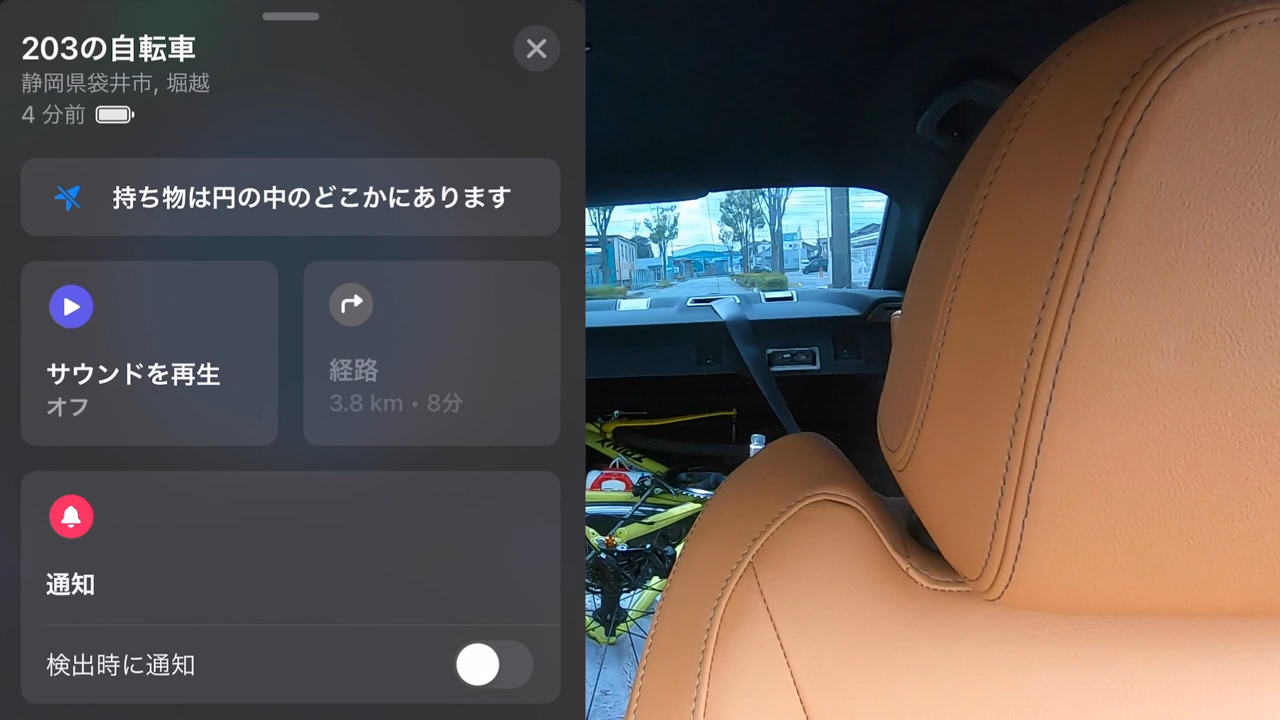 203の自転車
静岡県袋井市, 堀越
4 分前
持ち物は円の中のどこかにあります
サウンドを再生
オフ
経路
3.8 km • 8分
通知
検出時に通知